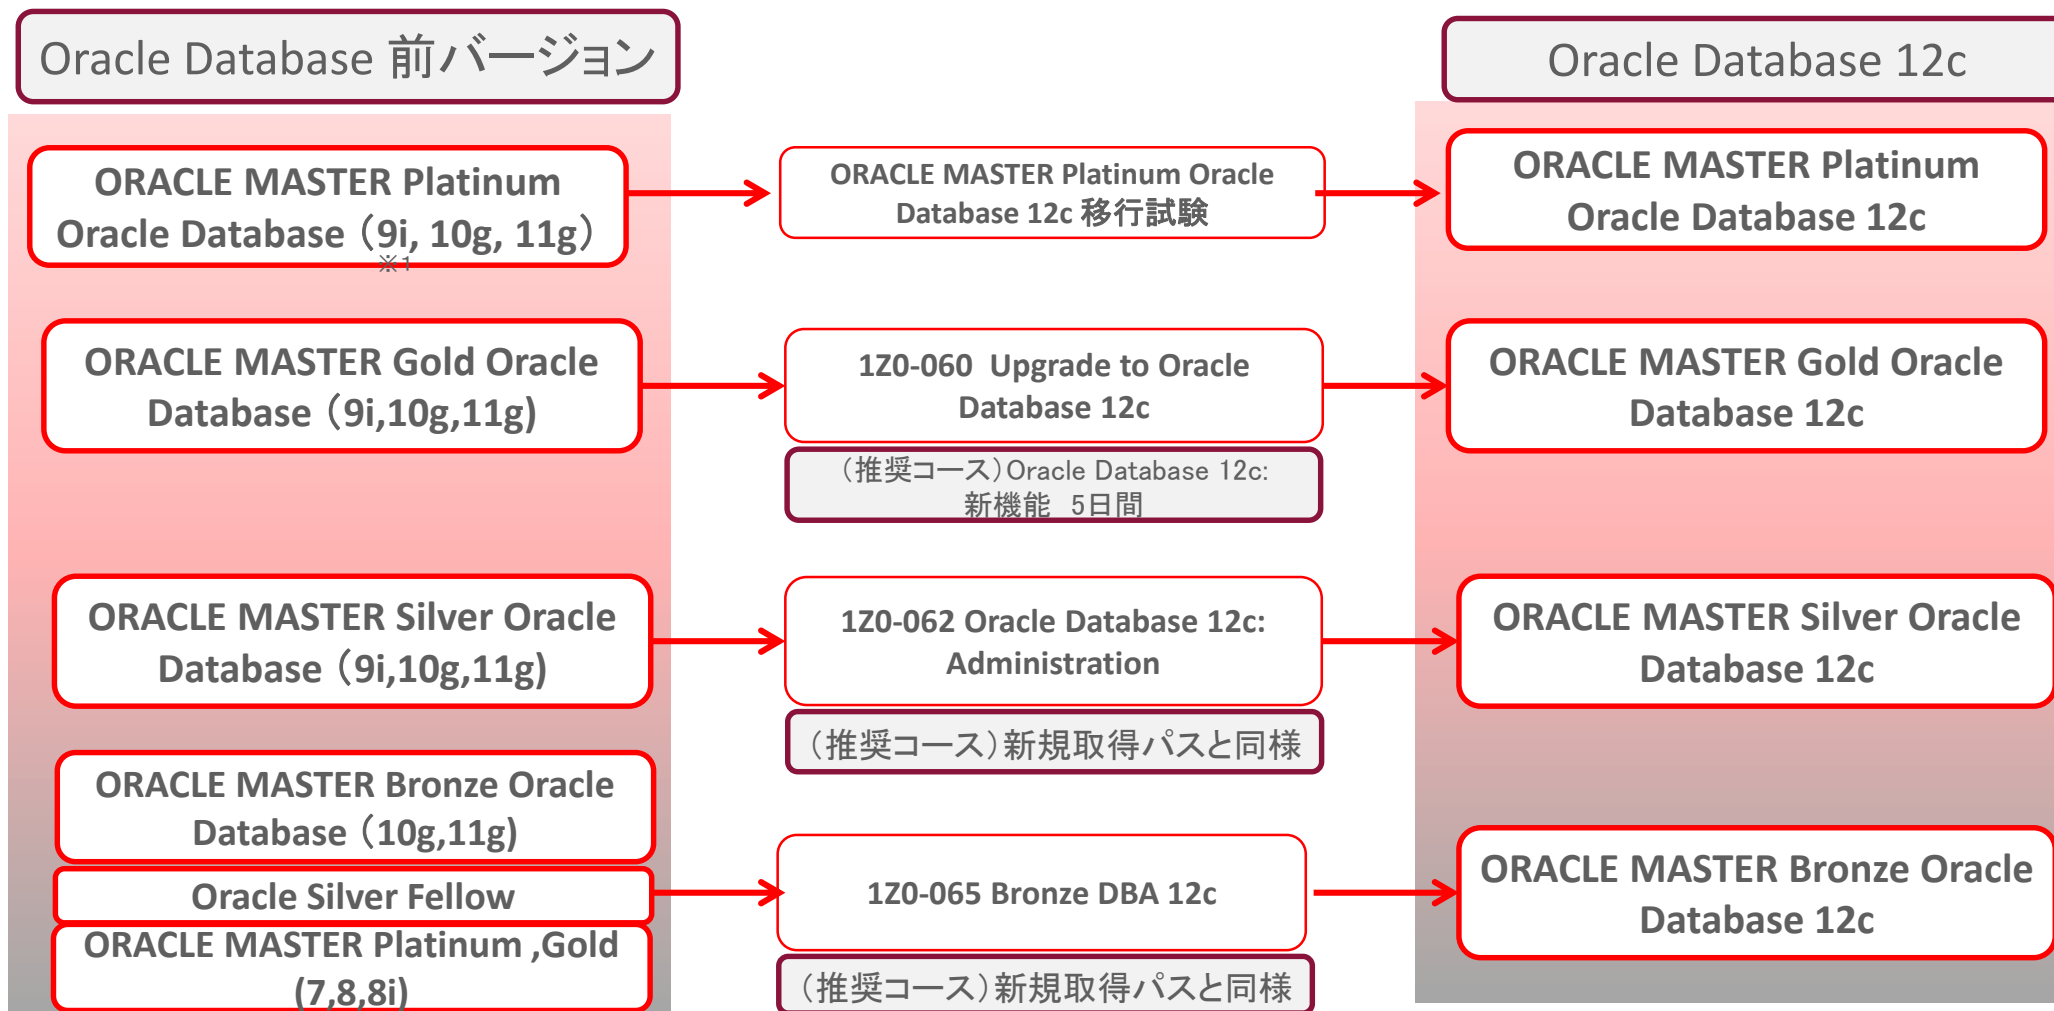 Oracle Database 前バージョン
Oracle Database 12c
ORACLE MASTER Platinum
Oracle Database （9i, 10g, 11g）
※1
ORACLE MASTER Platinum Oracle
Database 12c 移行試験
ORACLE MASTER Platinum
Oracle Database 12c
ORACLE MASTER Gold Oracle
Database （9i,10g,11g)
1Z0-060  Upgrade to Oracle
Database 12c
（推奨コース）Oracle Database 12c:
新機能　5日間
ORACLE MASTER Gold Oracle
Database 12c
ORACLE MASTER Silver Oracle
Database （9i,10g,11g)
1Z0-062 Oracle Database 12c:
Administration
（推奨コース）新規取得パスと同様
ORACLE MASTER Silver Oracle
Database 12c
ORACLE MASTER Bronze Oracle
Database （10g,11g)
Oracle Silver Fellow
ORACLE MASTER Platinum ,Gold
(7,8,8i)
1Z0-065 Bronze DBA 12c
（推奨コース）新規取得パスと同様
ORACLE MASTER Bronze Oracle
Database 12c